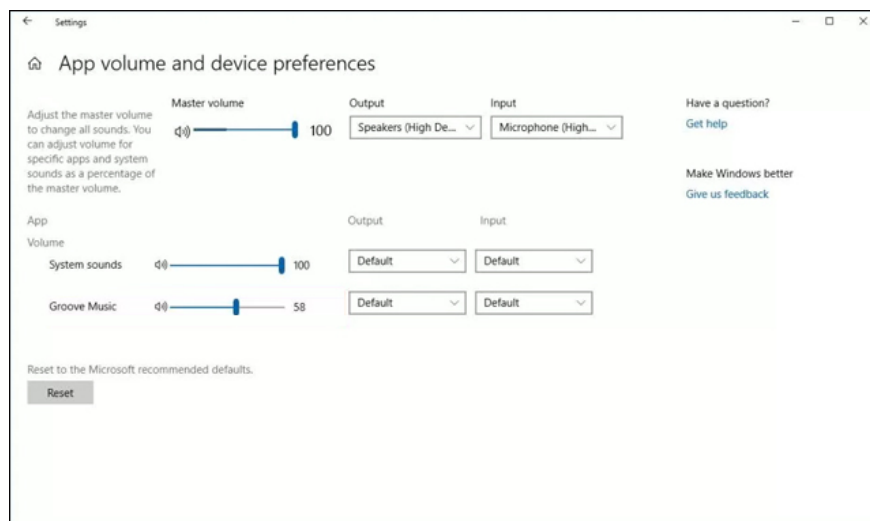 Settings
App volume and device preferences
Adjust the master volume
to change all sounds. You
can adjust volume for
specific apps and system
sounds as a percentage of
the master volume.
Master volume
100
Output
Speakers (High De...
Input
Microphone (High...
Have a question?
Get help
Make Windows better
Give us feedback
App
Output
Input
Volume
System sounds 100 Default Default
Groove Music 58 Default Default
Reset to the Microsoft recommended defaults.
Reset